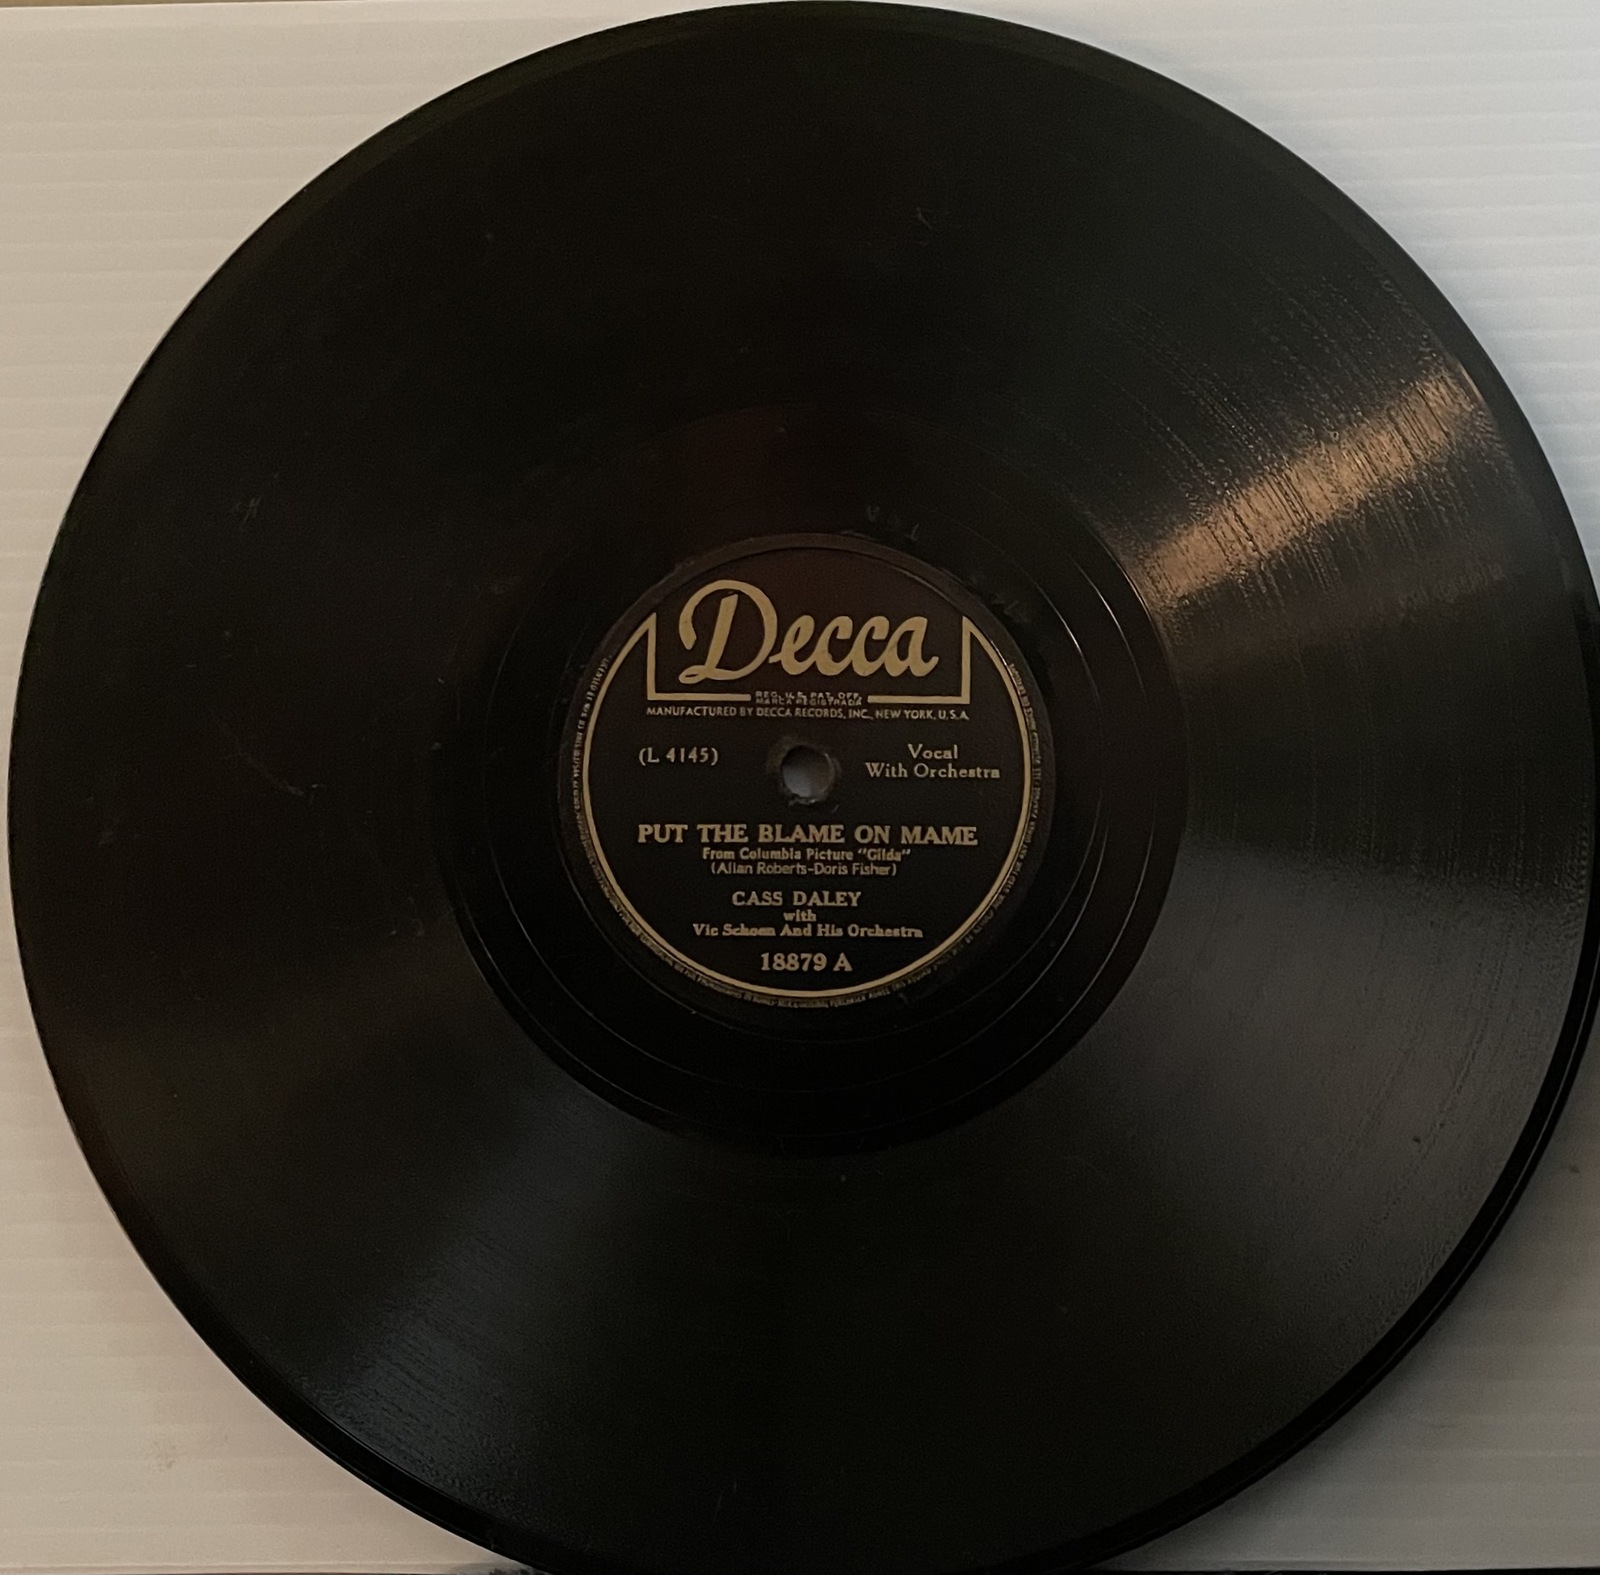 Decca
REG. U.S. PAT. OFF.
MARCA REGISTRADA
MANUFACTURED BY DECCA RECORDS, INC., NEW YORK, U.S.A.
(L 4145)
Vocal
With Orchestra
PUT THE BLAME ON MAME
From Columbia Picture "Gilda"
(Allan Roberts-Doris Fisher)
CASS DALEY
with
Vic Schoen And His Orchestra
18879 A